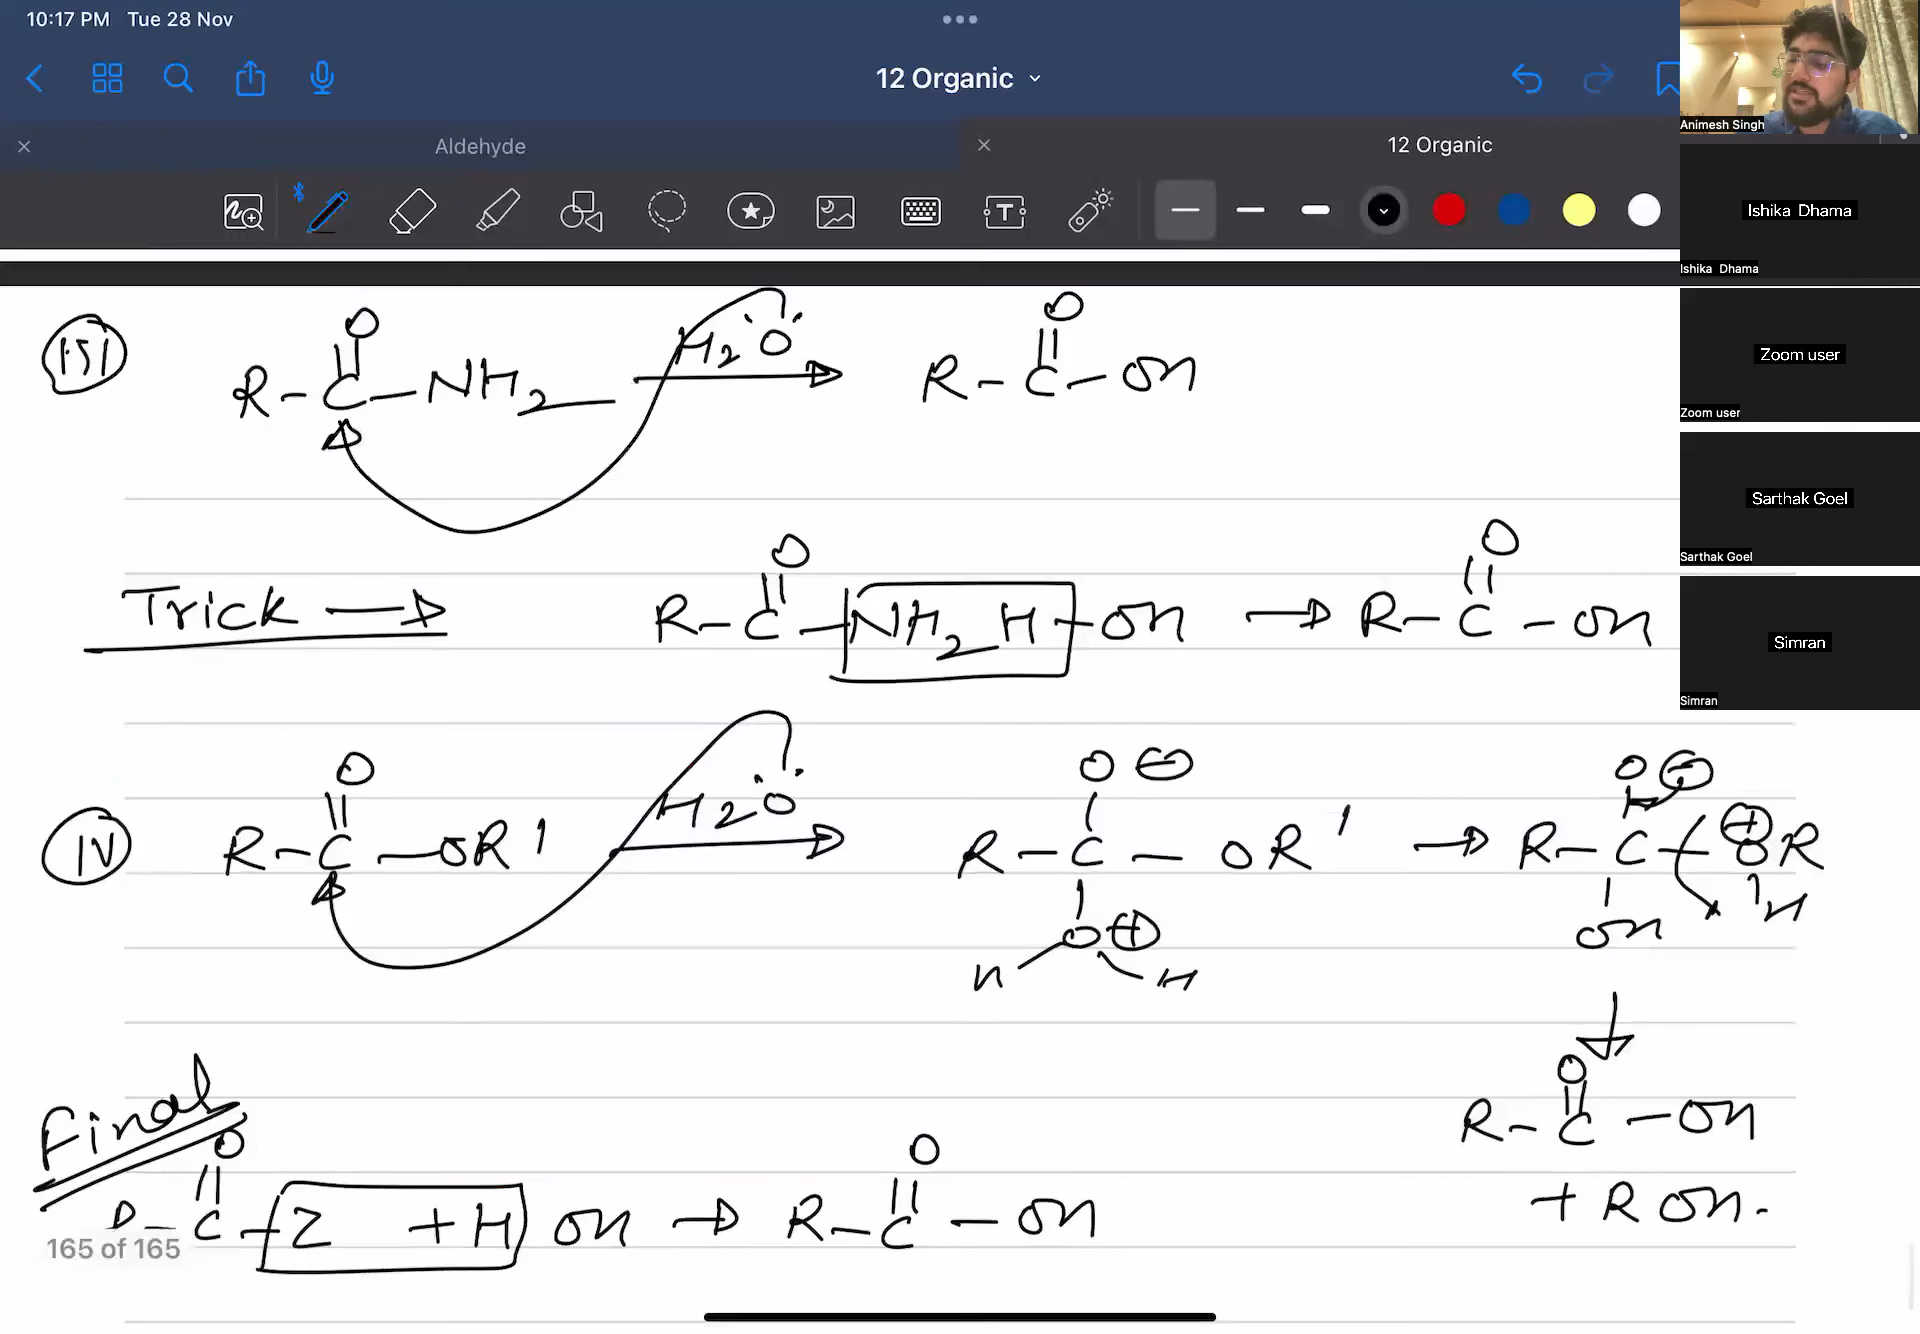 10:17 PM Tue 28 Nov
12 Organic
Aldehyde
12 Organic
T
Animesh Singh
Ishika Dhama
Ishika Dhama
Zoom user
Zoom user
Sarthak Goel
Sarthak Goel
Simran
Simran
O O
R - C - NH2 H2O R - C - OH
Trick → O O
R - C - NH2 H - OH → R - C - OH
(IV) O O ⊖ O ⊖
R - C - OR' H2O R - C - OR' → R - C - ⊕OR
OH H
O⊕
H H
Final
O O
R - C - Z + H OH → R - C - OH
O
R - C - OH
+ ROH.
165 of 165